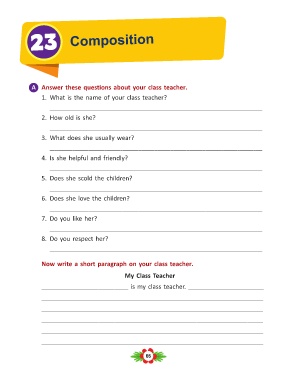 23 Composition
A Answer these questions about your class teacher.
1. What is the name of your class teacher?
2. How old is she?
3. What does she usually wear?
4. Is she helpful and friendly?
5. Does she scold the children?
6. Does she love the children?
7. Do you like her?
8. Do you respect her?
Now write a short paragraph on your class teacher.
My Class Teacher
is my class teacher.
66